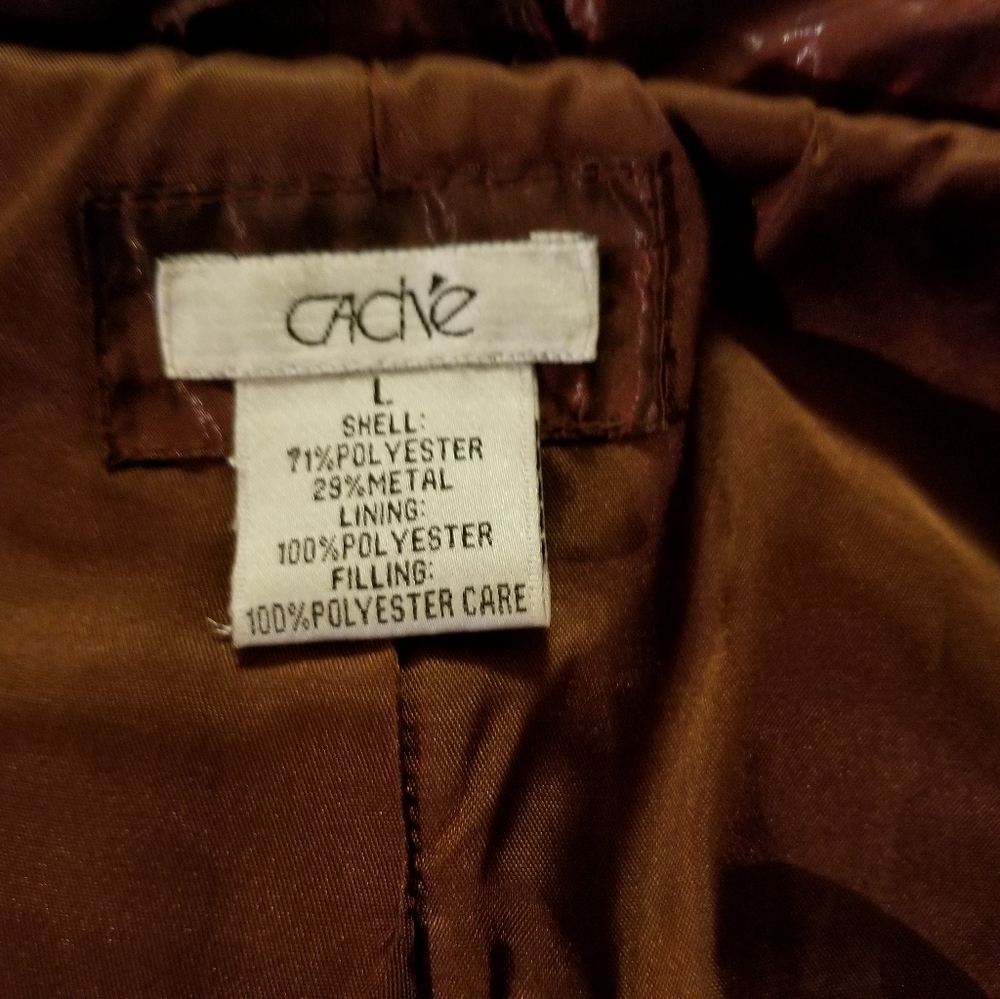 CACHÉ
L
SHELL:
71%POLYESTER
29%METAL
LINING:
100%POLYESTER
FILLING:
100%POLYESTER CARE